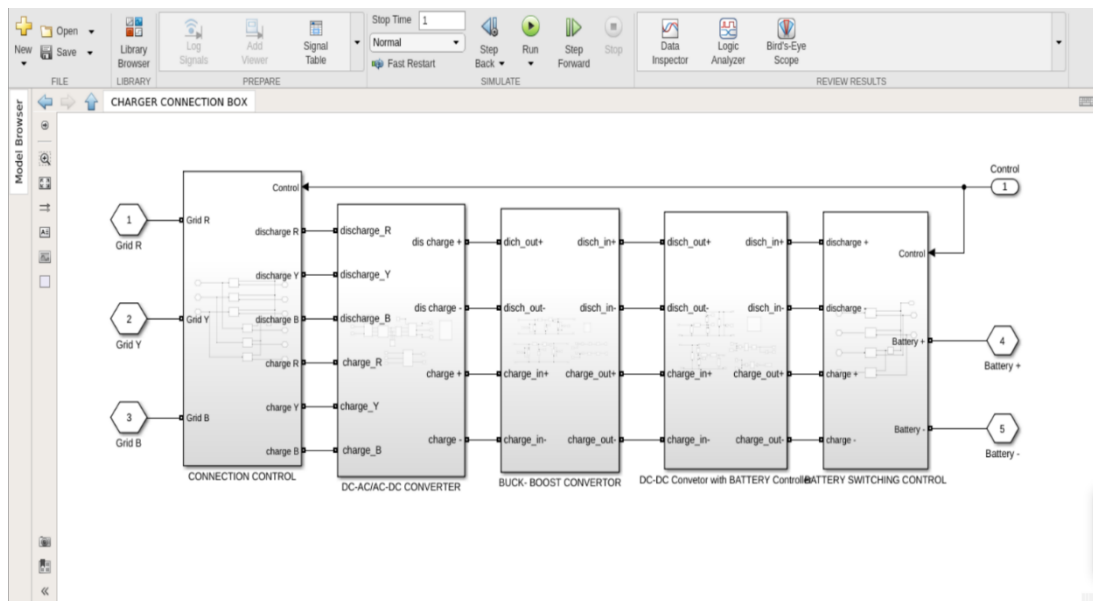 Stop Time 1
New
Open
Save
Library
Browser
Log
Signals
Add
Viewer
Signal
Table
Normal
Fast Restart
Step
Back
Run
Step
Forward
Stop
Data
Inspector
Logic
Analyzer
Bird's-Eye
Scope
FILE
LIBRARY
PREPARE
SIMULATE
REVIEW RESULTS
Model Browser
CHARGER CONNECTION BOX
Control
1
1
Grid R
2
Grid Y
3
Grid B
Control
Grid R
Grid Y
Grid B
discharge R
discharge Y
discharge B
charge R
charge Y
charge B
CONNECTION CONTROL
discharge_R
discharge_Y
discharge_B
charge_R
charge_Y
charge_B
dis charge +
dis charge -
charge +
charge -
DC-AC/AC-DC CONVERTER
dich_out+
disch_out-
charge_in+
charge_in-
disch_in+
disch_in-
charge_out+
charge_out-
BUCK- BOOST CONVERTOR
disch_out+
disch_out-
charge_in+
charge_in-
disch_in+
disch_in-
charge_out+
charge_out-
DC-DC Convetor with BATTERY Controller
discharge +
discharge -
charge +
charge -
Control
Battery +
Battery -
BATTERY SWITCHING CONTROL
4
Battery +
5
Battery -